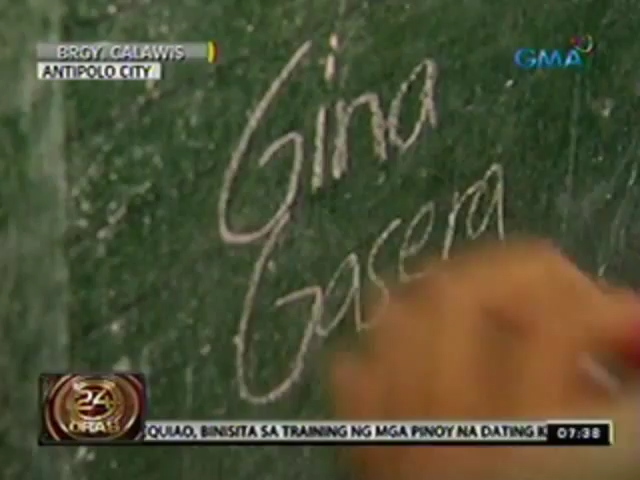 BRGY. CALAWIS
ANTIPOLO CITY
GMA
Gina
Gasera
24
ORAS
QUIAO, BINISITA SA TRAINING NG MGA PINOY NA DATING K
07:38